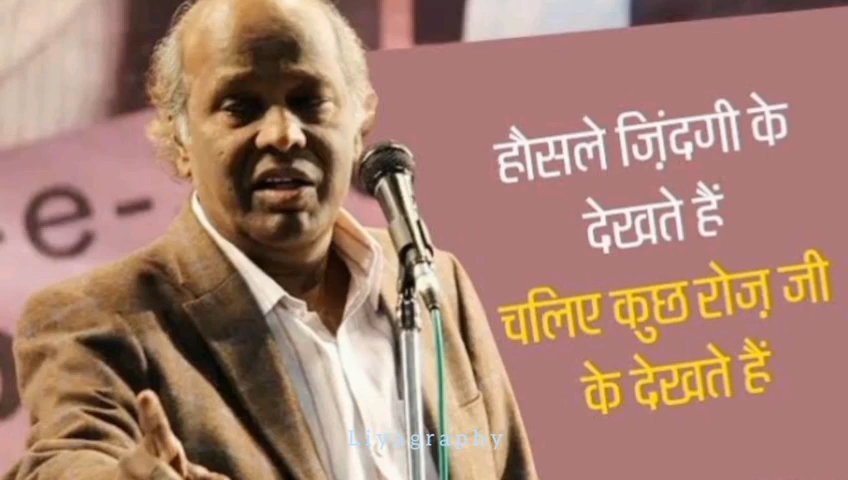 -e-
हौसले ज़िंदगी के
देखते हैं
चलिए कुछ रोज़ जी
के देखते हैं
Liyagraphy